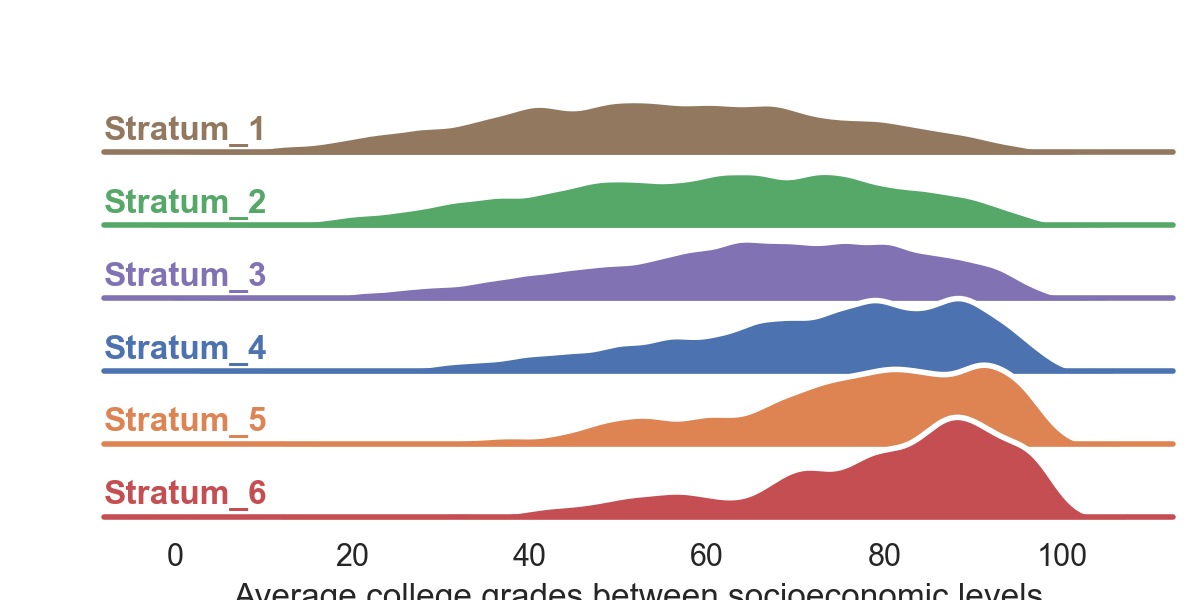 Stratum_1
Stratum_2
Stratum_3
Stratum_4
Stratum_5
Stratum_6
0 20 40 60 80 100
Average college grades between socioeconomic levels